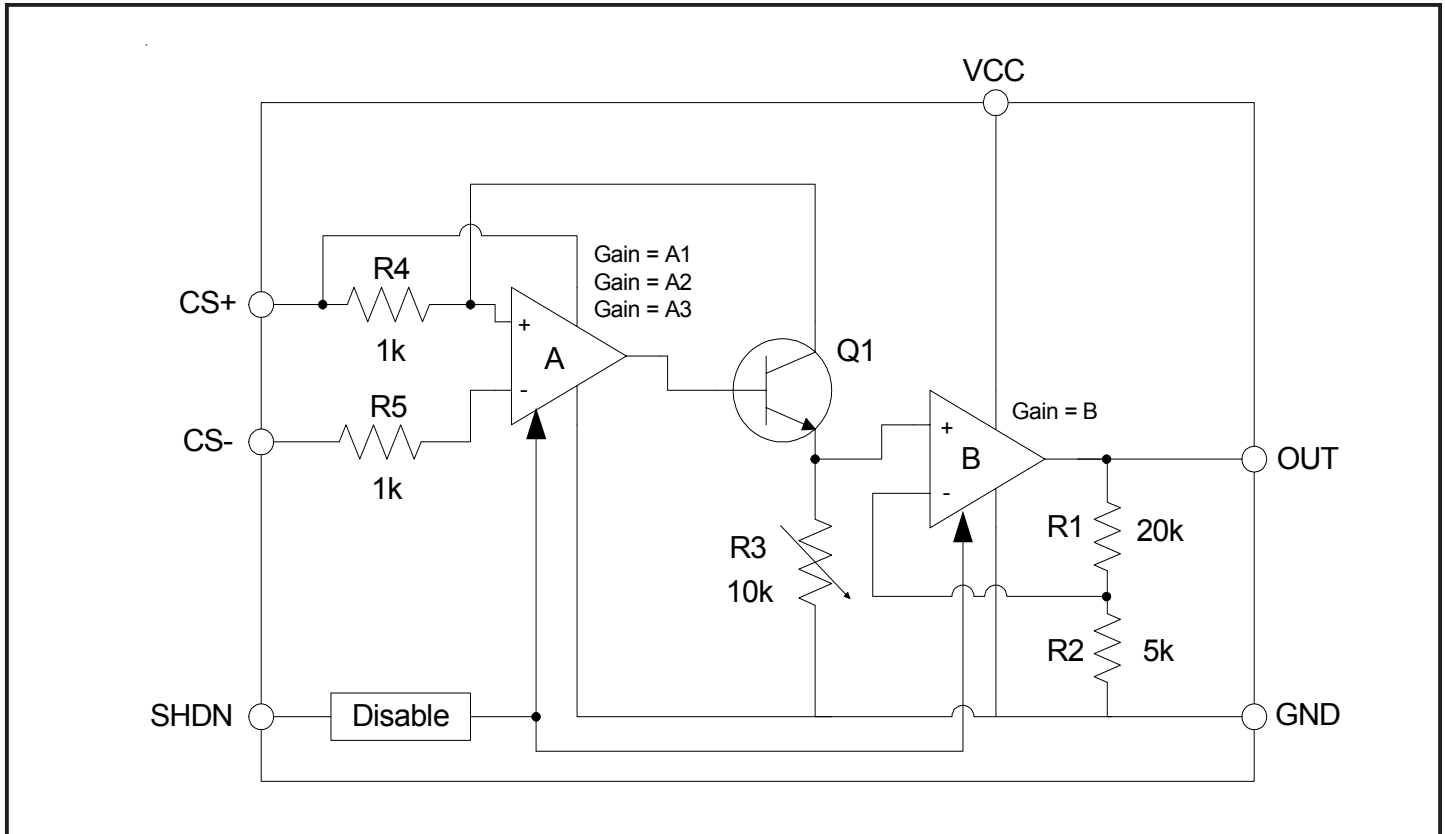 VCC
Gain = A1
Gain = A2
Gain = A3
R4
CS+
+
1k
A
Q1
R5
-
CS-
1k
Gain = B
+
B
OUT
-
R1
20k
R3
10k
R2
5k
SHDN
Disable
GND